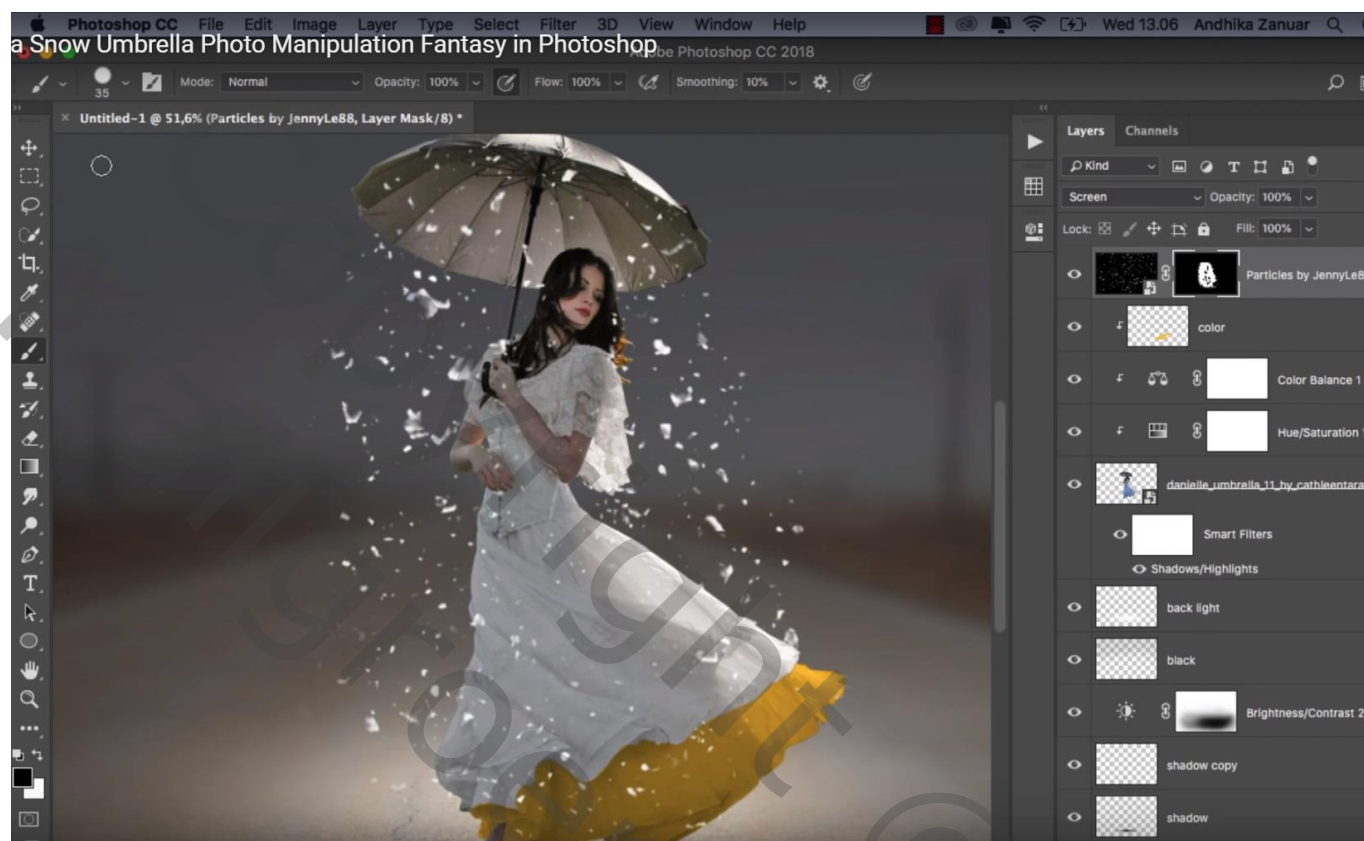 Photoshop CC File Edit Image Layer Type Select Filter 3D View Window Help Wed 13.06 Andhika Zanuar
a Snow Umbrella Photo Manipulation Fantasy in Photoshop
Adobe Photoshop CC 2018
35 Mode: Normal Opacity: 100% Flow: 100% Smoothing: 10%
× Untitled-1 @ 51,6% (Particles by JennyLe88, Layer Mask/8) *
Layers Channels
Kind
Screen Opacity: 100%
Lock: Fill: 100%
Particles by JennyLe8
color
Color Balance 1
Hue/Saturation
danielle_umbrella_11_by_cathleentara
Smart Filters
Shadows/Highlights
back light
black
Brightness/Contrast 2
shadow copy
shadow